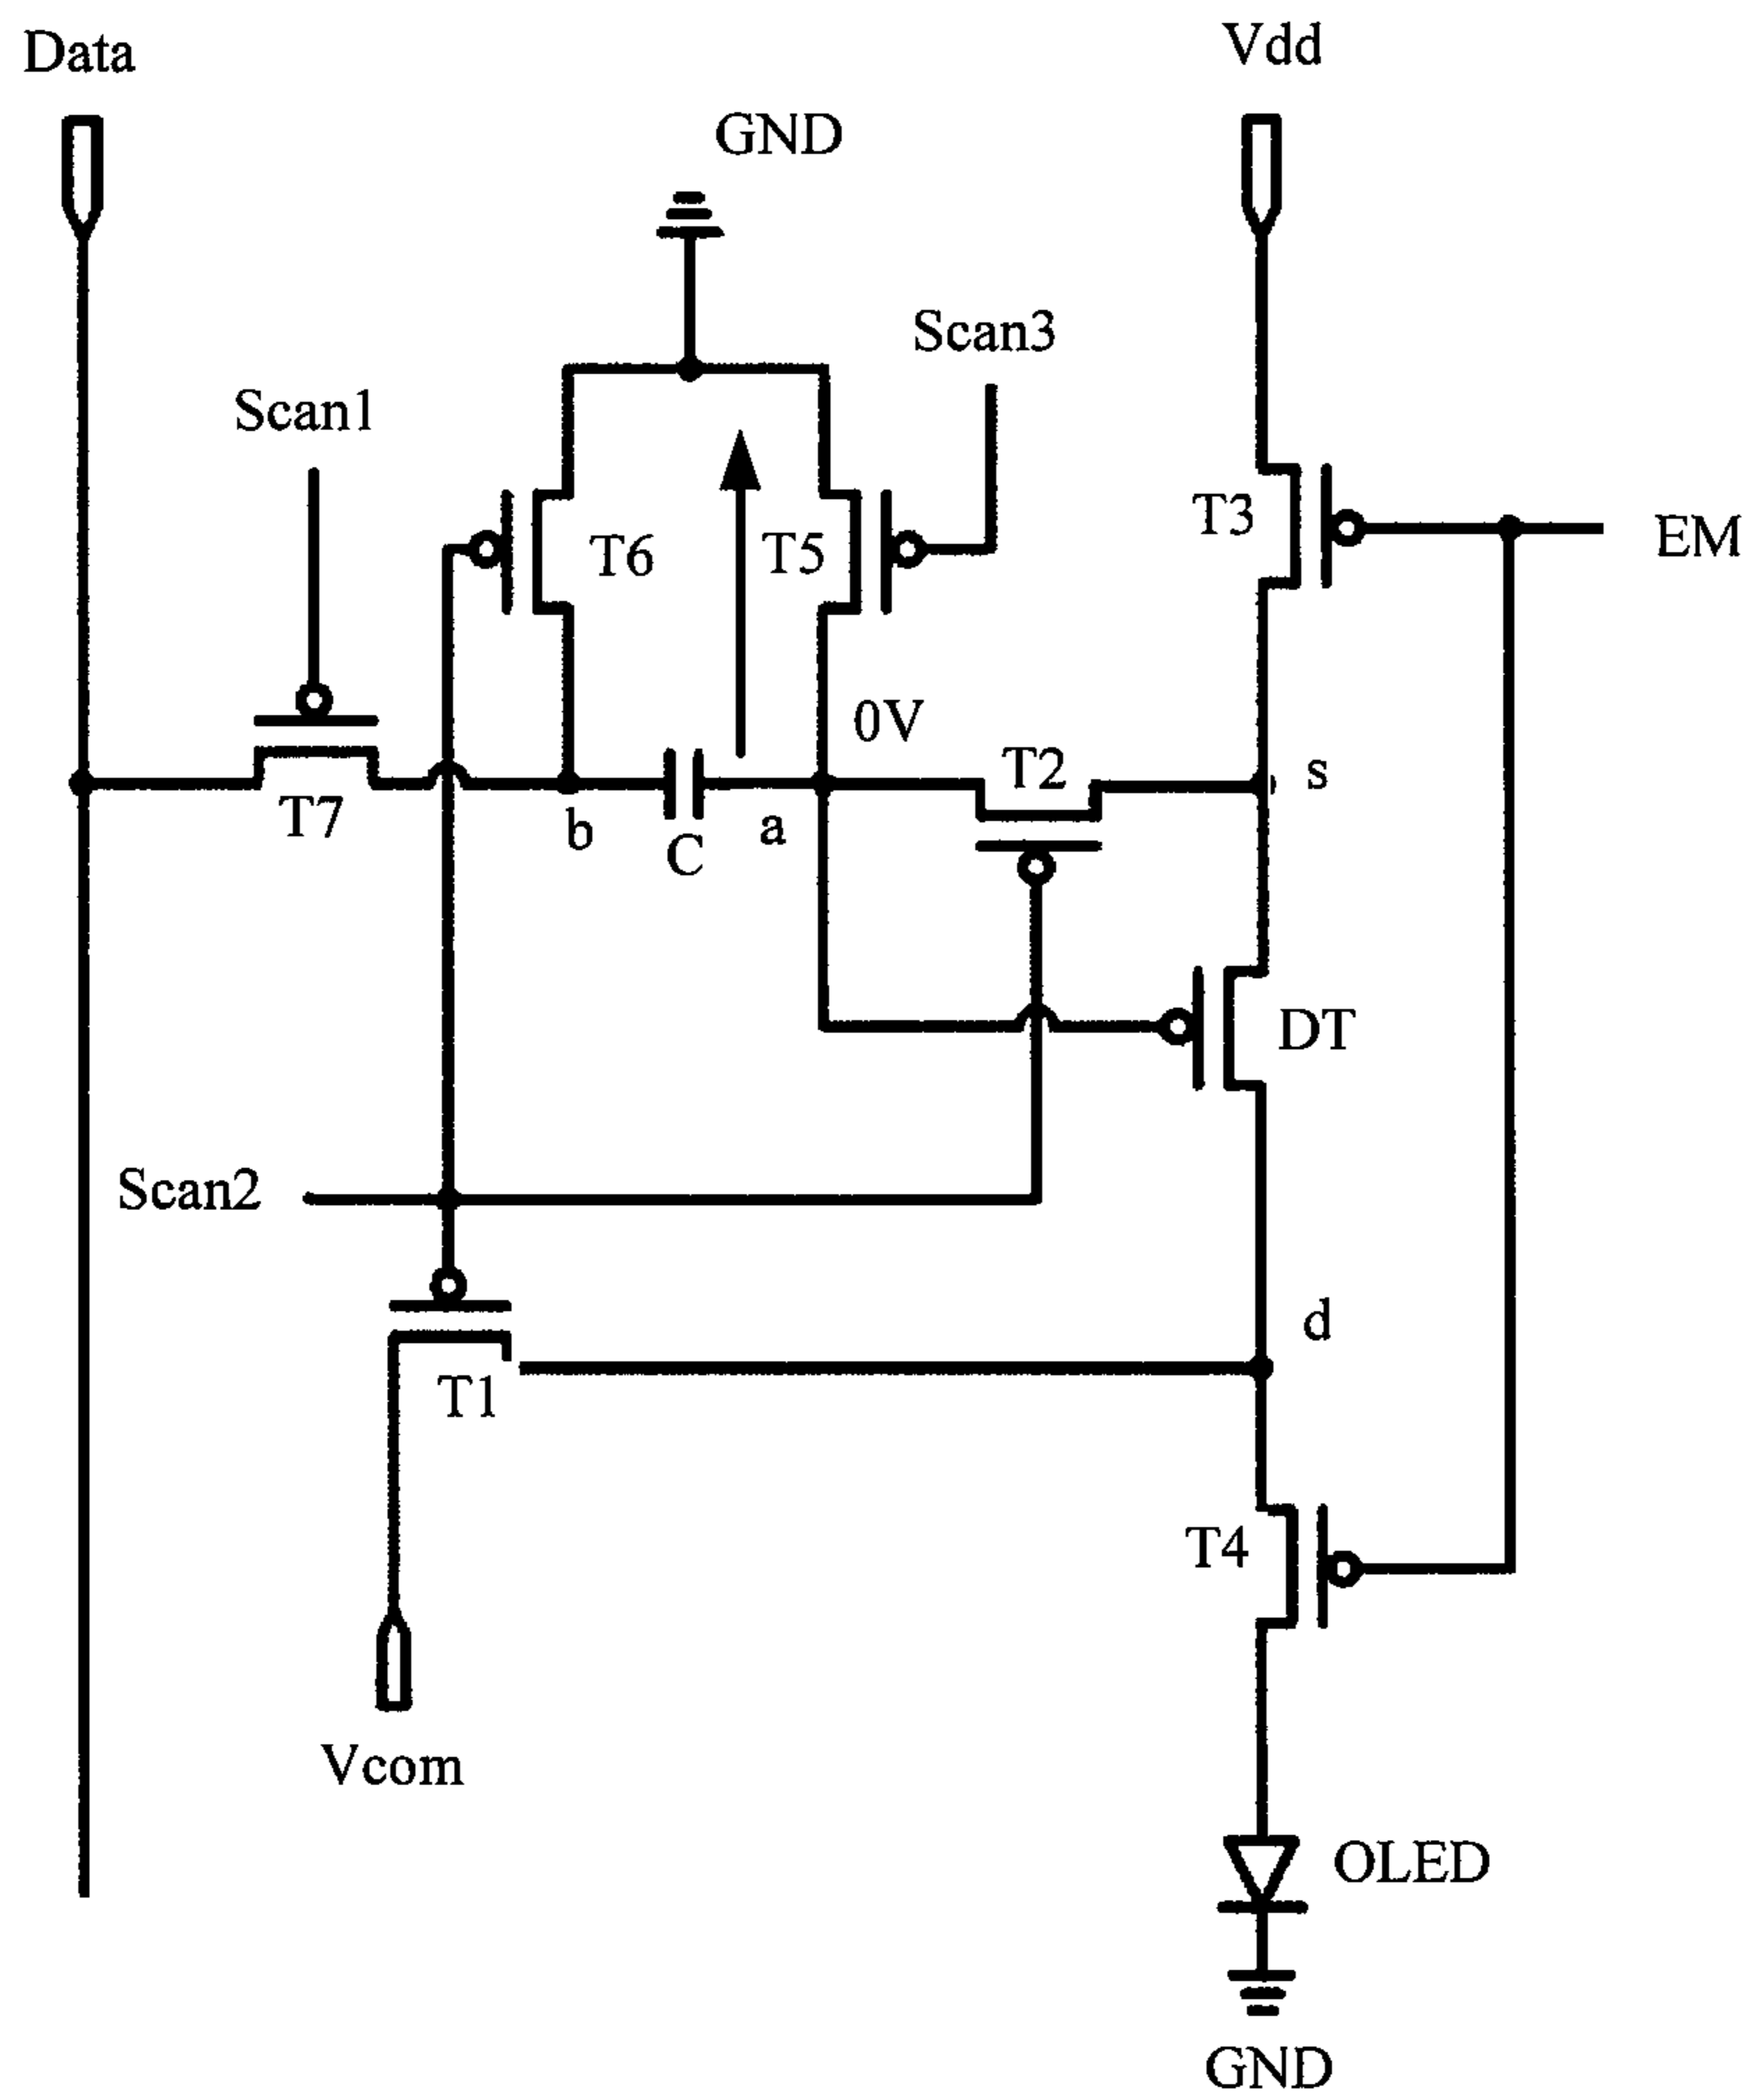 Data
Vdd
GND
Scan3
Scan1
T3
EM
T6
T5
0V
T2
s
T7
b
C
a
DT
Scan2
d
T1
T4
Vcom
OLED
GND